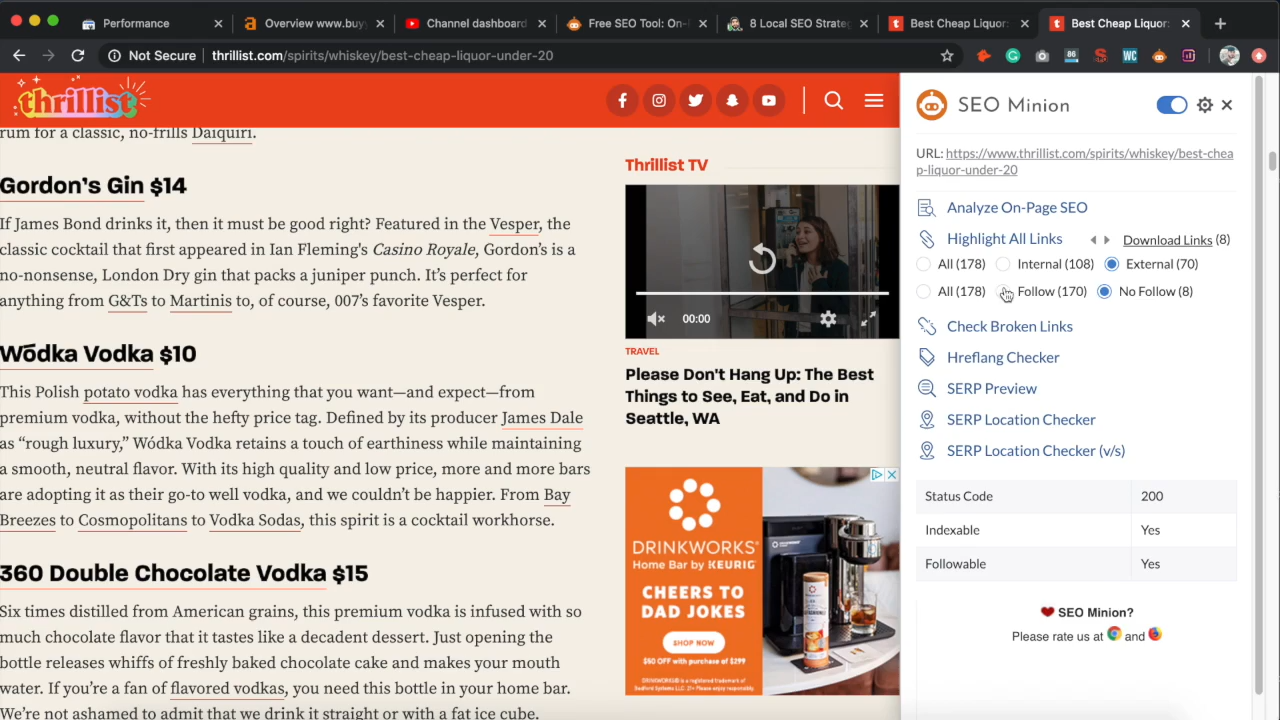 Performance
Overview www.buy
Channel dashboard
Free SEO Tool: On-
8 Local SEO Strate
Best Cheap Liquor
Best Cheap Liquor
Not Secure | thrillist.com/spirits/whiskey/best-cheap-liquor-under-20
86
WC
thrillist
rum for a classic, no-frills Daiquiri.
Gordon's Gin $14
If James Bond drinks it, then it must be good right? Featured in the Vesper, the
classic cocktail that first appeared in Ian Fleming's Casino Royale, Gordon's is a
no-nonsense, London Dry gin that packs a juniper punch. It's perfect for
anything from G&Ts to Martinis to, of course, 007's favorite Vesper.
Wódka Vodka $10
This Polish potato vodka has everything that you want—and expect—from
premium vodka, without the hefty price tag. Defined by its producer James Dale
as “rough luxury,” Wódka Vodka retains a touch of earthiness while maintaining
a smooth, neutral flavor. With its high quality and low price, more and more bars
are adopting it as their go-to well vodka, and we couldn't be happier. From Bay
Breezes to Cosmopolitans to Vodka Sodas, this spirit is a cocktail workhorse.
360 Double Chocolate Vodka $15
Six times distilled from American grains, this premium vodka is infused with so
much chocolate flavor that it tastes like a decadent dessert. Just opening the
bottle releases whiffs of freshly baked chocolate cake and makes your mouth
water. If you're a fan of flavored vodkas, you need this bottle in your home bar.
We're not ashamed to admit that we drink it straight or with a fat ice cube.
Thrillist TV
00:00
TRAVEL
Please Don't Hang Up: The Best
Things to See, Eat, and Do in
Seattle, WA
DRINKWORKS
Home Bar by KEURIG
CHEERS TO
DAD JOKES
SHOP NOW
$50 OFF with purchase of $299
SEO Minion
URL: https://www.thrillist.com/spirits/whiskey/best-chea
p-liquor-under-20
Analyze On-Page SEO
Highlight All Links Download Links (8)
All (178) Internal (108) External (70)
All (178) Follow (170) No Follow (8)
Check Broken Links
Hreflang Checker
SERP Preview
SERP Location Checker
SERP Location Checker (v/s)
Status Code 200
Indexable Yes
Followable Yes
SEO Minion?
Please rate us at and